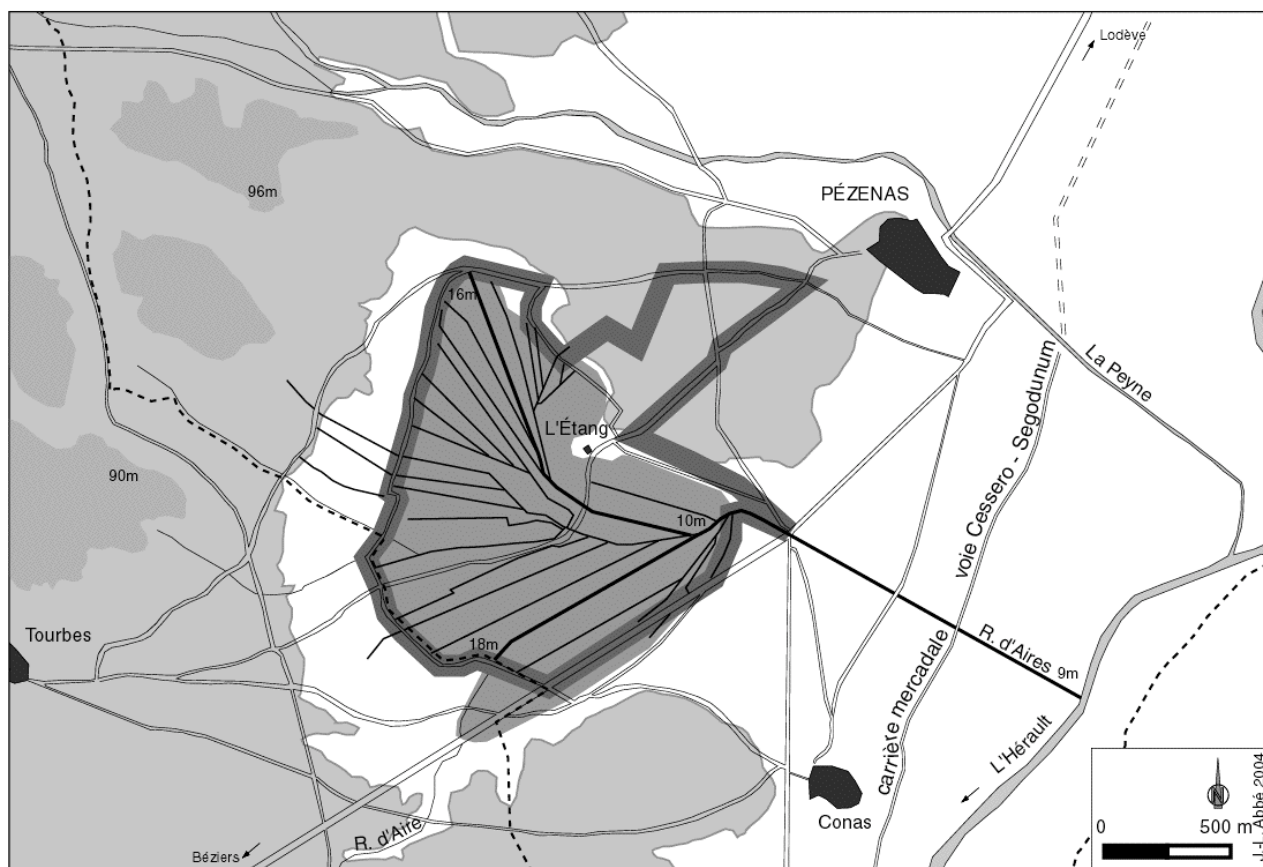 Lodève
96m
PÉZENAS
16m
La Peyne
L'Étang
voie Cessero - Segodunum
90m
10m
Tourbes
18m
R. d'Aires
9m
carrière mercadale
L'Hérault
Conas
R. d'Aire
Béziers
N
0 500 m
J.-L. Abbé 2004